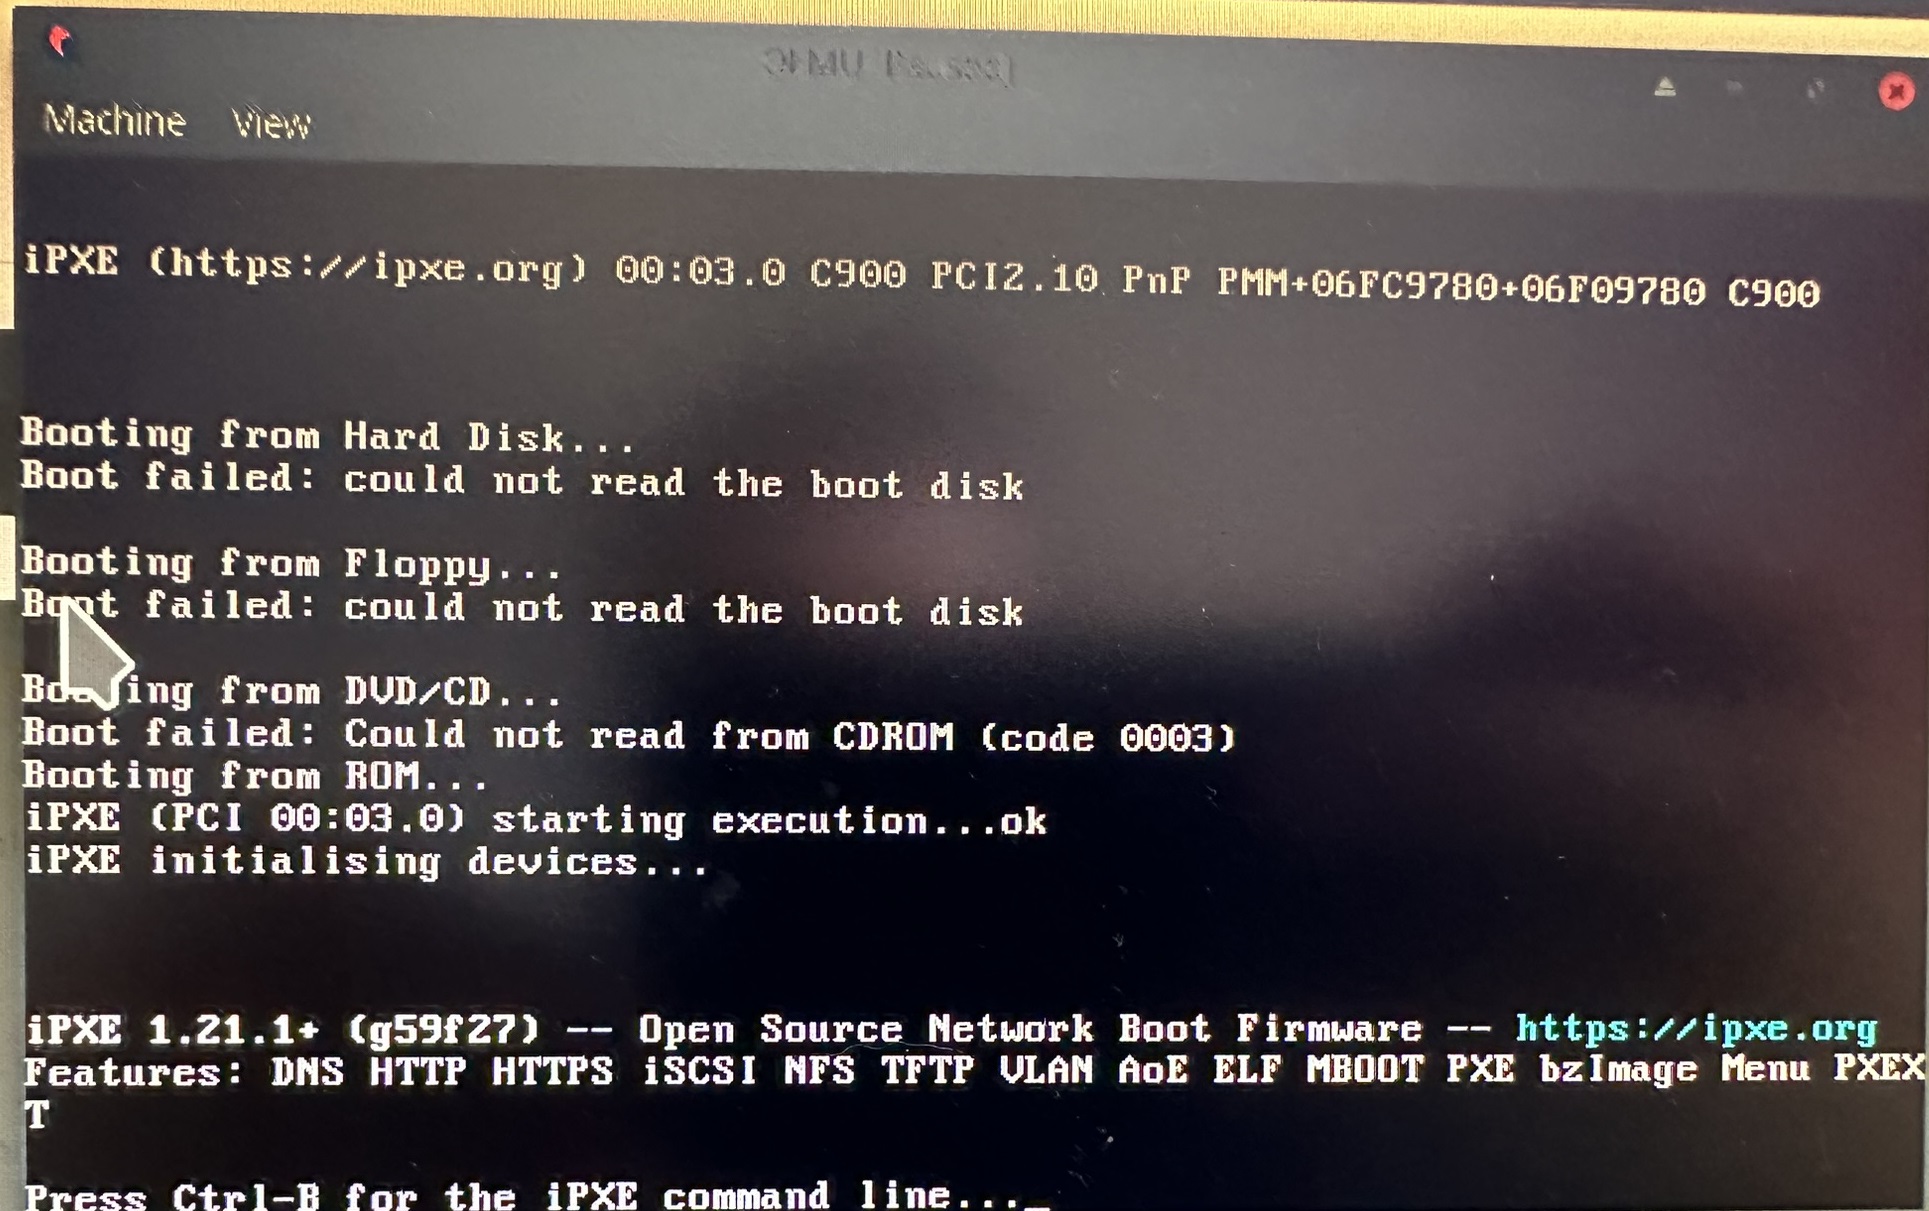 QEMU [Paused]
Machine View
iPXE (https://ipxe.org) 00:03.0 C900 PCI2.10 PnP PMM+06FC9780+06F09780 C900
Booting from Hard Disk...
Boot failed: could not read the boot disk
Booting from Floppy...
Boot failed: could not read the boot disk
Booting from DVD/CD...
Boot failed: Could not read from CDROM (code 0003)
Booting from ROM...
iPXE (PCI 00:03.0) starting execution...ok
iPXE initialising devices...
iPXE 1.21.1+ (g59f27) -- Open Source Network Boot Firmware -- https://ipxe.org
Features: DNS HTTP HTTPS iSCSI NFS TFTP VLAN AoE ELF MBOOT PXE bzImage Menu PXEX
T
Press Ctrl-B for the iPXE command line..._